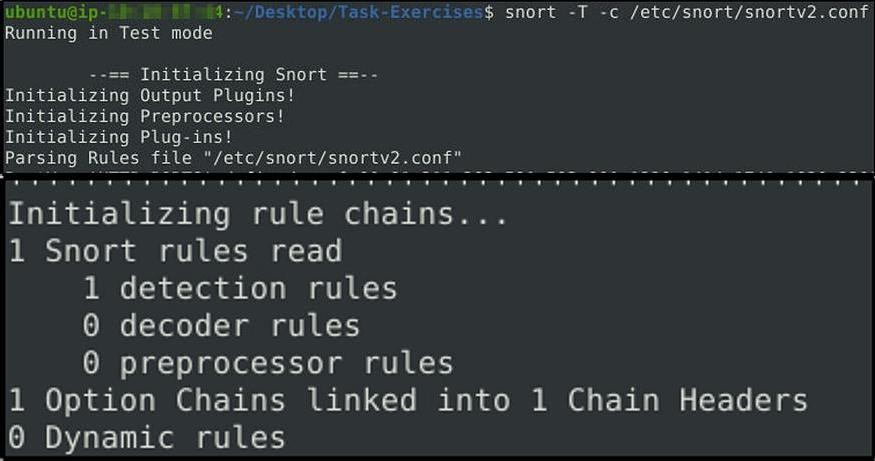 ubuntu@ip- 4:~/Desktop/Task-Exercises$ snort -T -c /etc/snort/snortv2.conf
Running in Test mode
--== Initializing Snort ==--
Initializing Output Plugins!
Initializing Preprocessors!
Initializing Plug-ins!
Parsing Rules file "/etc/snort/snortv2.conf"
Initializing rule chains...
1 Snort rules read
1 detection rules
0 decoder rules
0 preprocessor rules
1 Option Chains linked into 1 Chain Headers
0 Dynamic rules